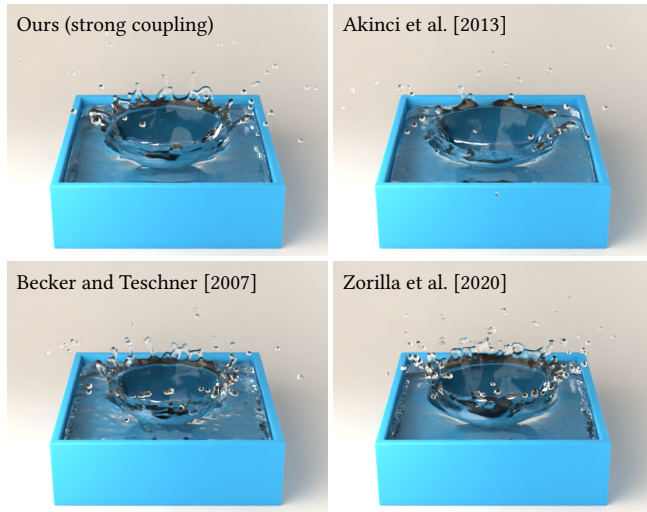 Ours (strong coupling)
Akinci et al. [2013]
Becker and Teschner [2007]
Zorilla et al. [2020]